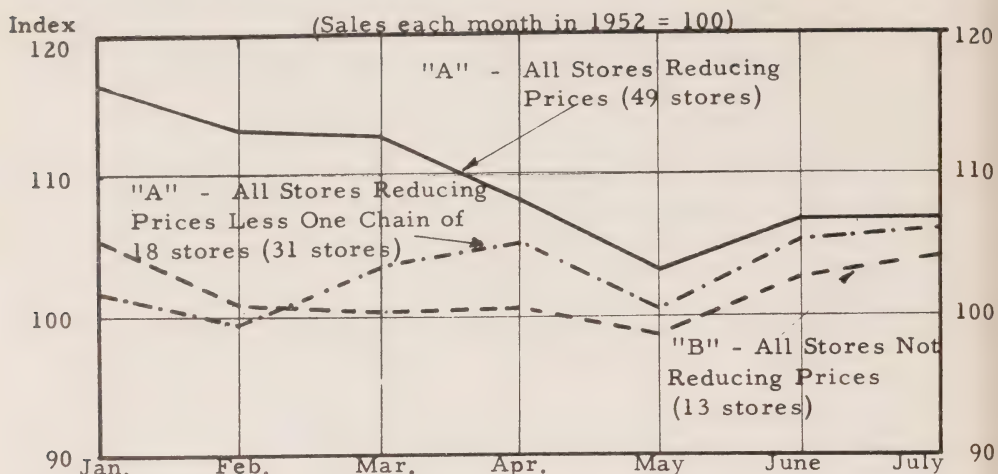 Index
(Sales each month in 1952 = 100)
120
120
"A" - All Stores Reducing
Prices (49 stores)
110
110
"A" - All Stores Reducing
Prices Less One Chain of
18 stores (31 stores)
100
100
"B" - All Stores Not
Reducing Prices
(13 stores)
90
90
Jan. Feb. Mar. Apr. May June July